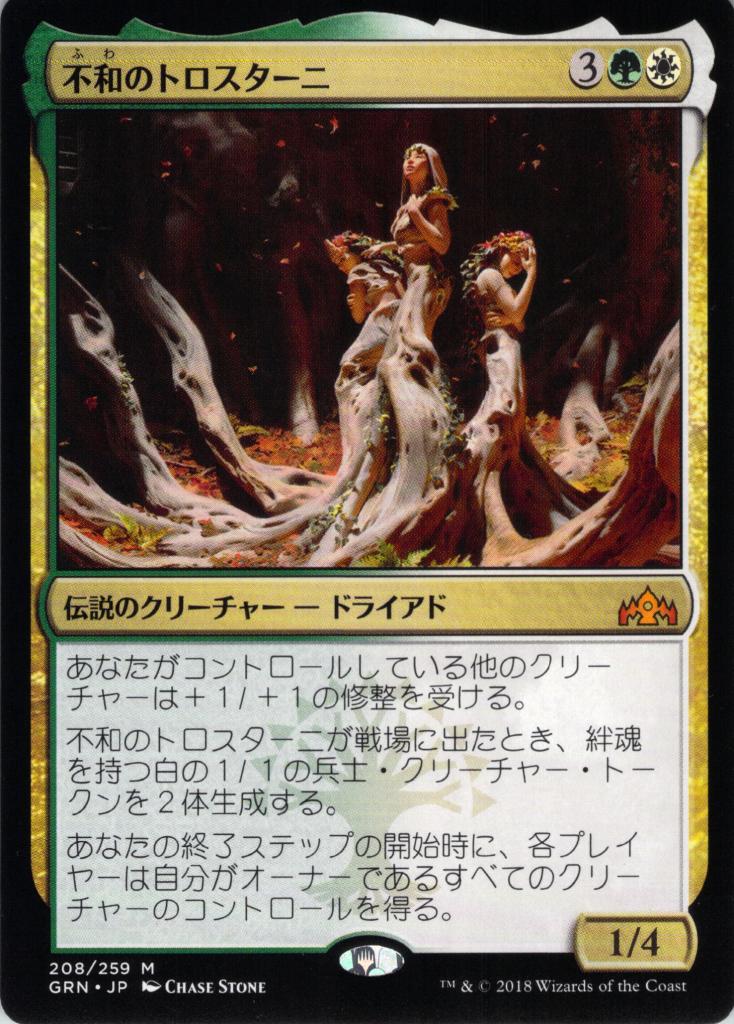 ふわ
不和のトロスターニ 3
伝説のクリーチャー — ドライアド
あなたがコントロールしている他のクリー
チャーは+1/+1の修整を受ける。
不和のトロスターニが戦場に出たとき、絆魂
を持つ白の1/1の兵士・クリーチャー・トー
クンを2体生成する。
あなたの終了ステップの開始時に、各プレイ
ヤーは自分がオーナーであるすべてのクリー
チャーのコントロールを得る。
1/4
208/259 M
GRN • JP CHASE STONE
™ & © 2018 Wizards of the Coast